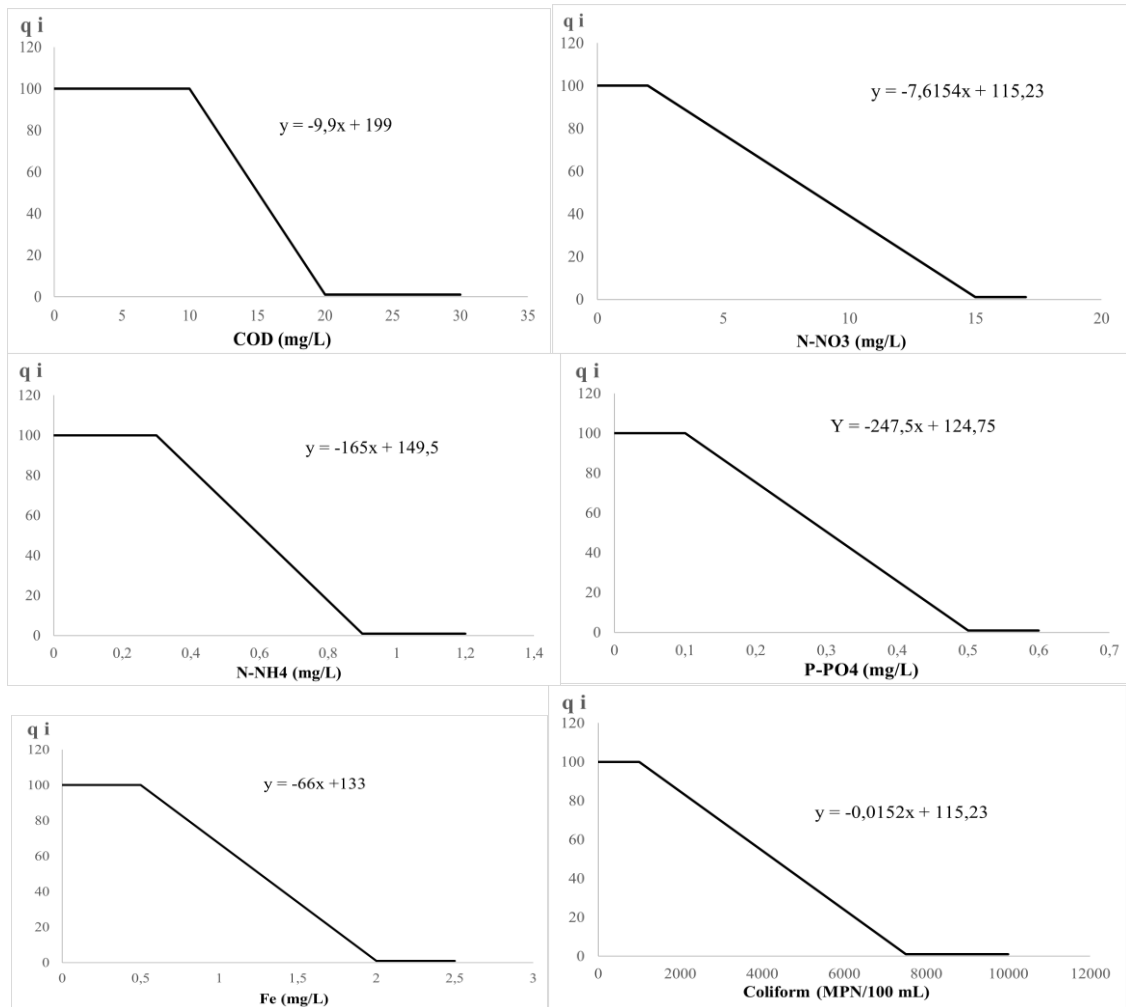 q i
120
100
80
60
40
20
0
y = -9,9x + 199
0 5 10 15 20 25 30 35
COD (mg/L)
q i
120
100
80
60
40
20
0
y = -7,6154x + 115,23
0 5 10 15 20
N-NO3 (mg/L)
q i
120
100
80
60
40
20
0
y = -165x + 149,5
0 0,2 0,4 0,6 0,8 1 1,2 1,4
N-NH4 (mg/L)
q i
120
100
80
60
40
20
0
Y = -247,5x + 124,75
0 0,1 0,2 0,3 0,4 0,5 0,6 0,7
P-PO4 (mg/L)
q i
120
100
80
60
40
20
0
y = -66x +133
0 0,5 1 1,5 2 2,5 3
Fe (mg/L)
q i
120
100
80
60
40
20
0
y = -0,0152x + 115,23
0 2000 4000 6000 8000 10000 12000
Coliform (MPN/100 mL)